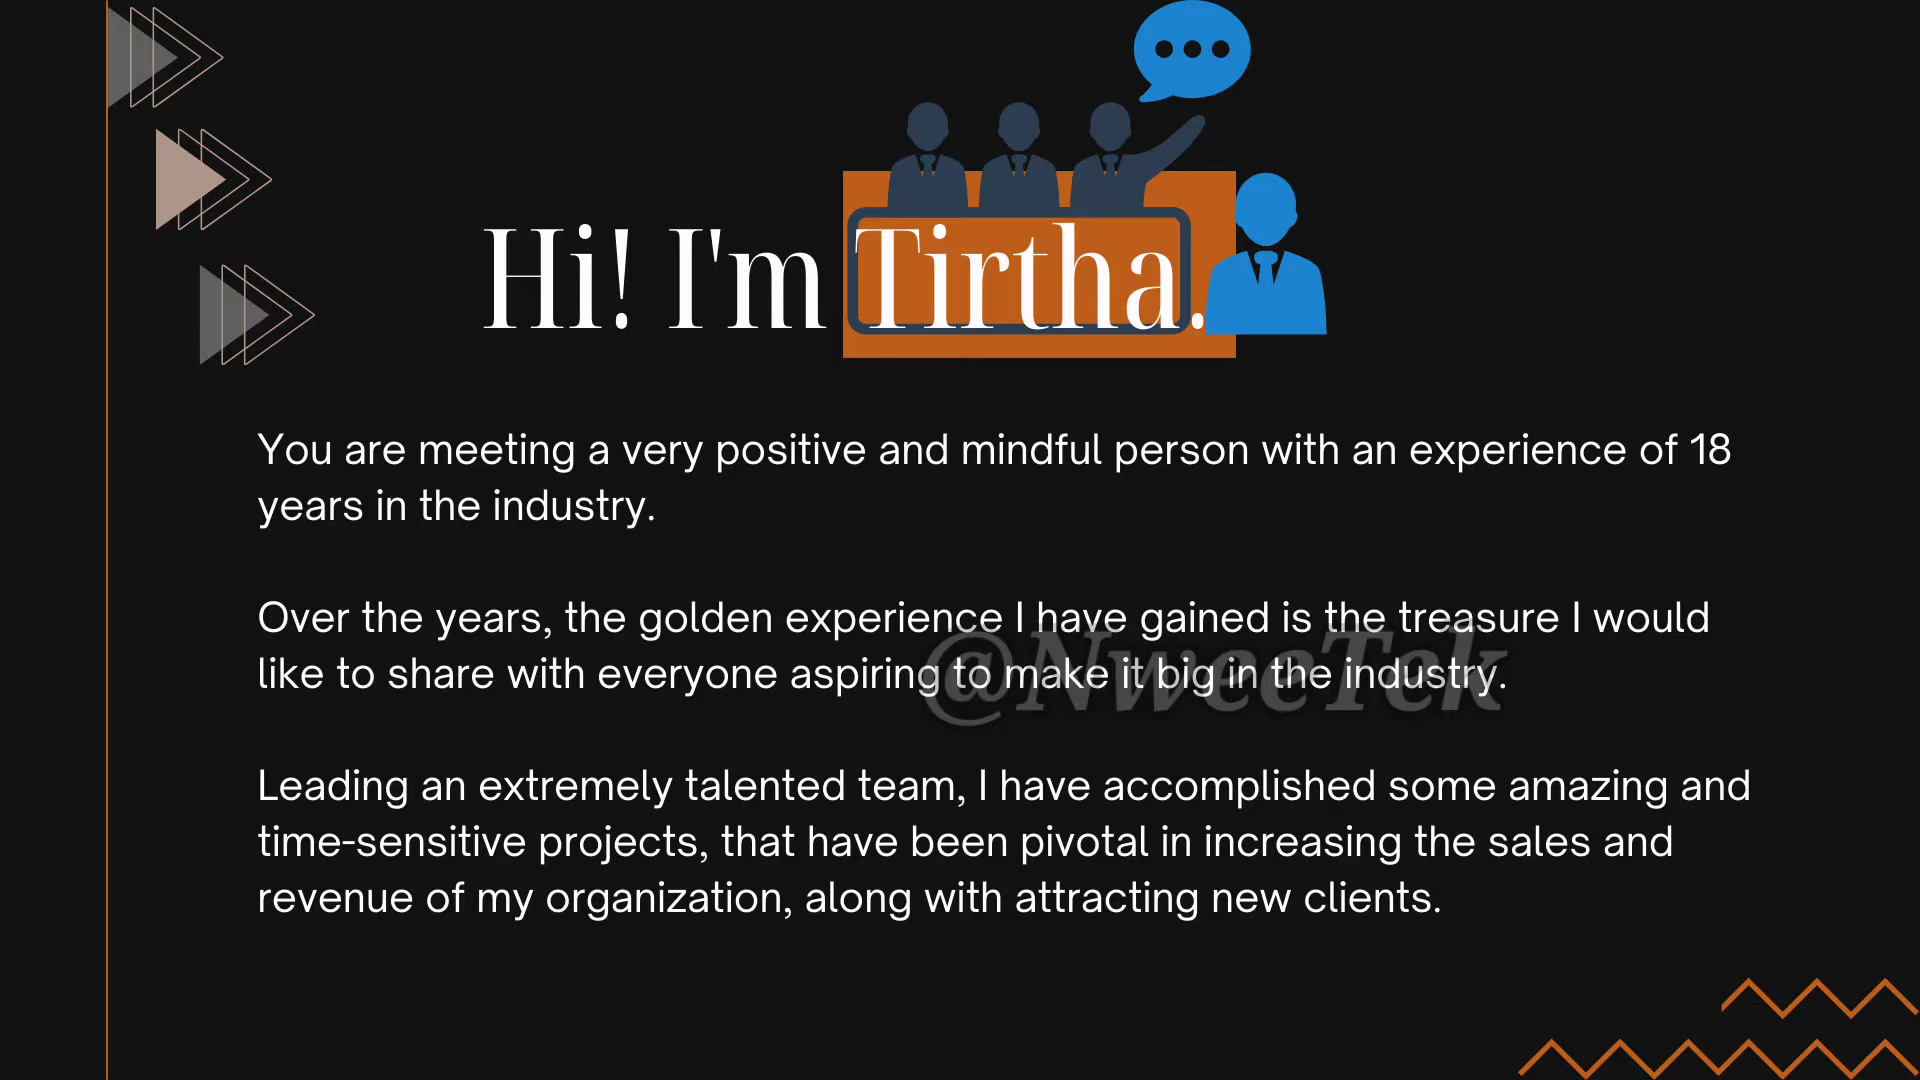 Hi! I'm Tirtha.
You are meeting a very positive and mindful person with an experience of 18
years in the industry.
Over the years, the golden experience I have gained is the treasure I would
like to share with everyone aspiring to make it big in the industry.
@NweeTek
Leading an extremely talented team, I have accomplished some amazing and
time-sensitive projects, that have been pivotal in increasing the sales and
revenue of my organization, along with attracting new clients.